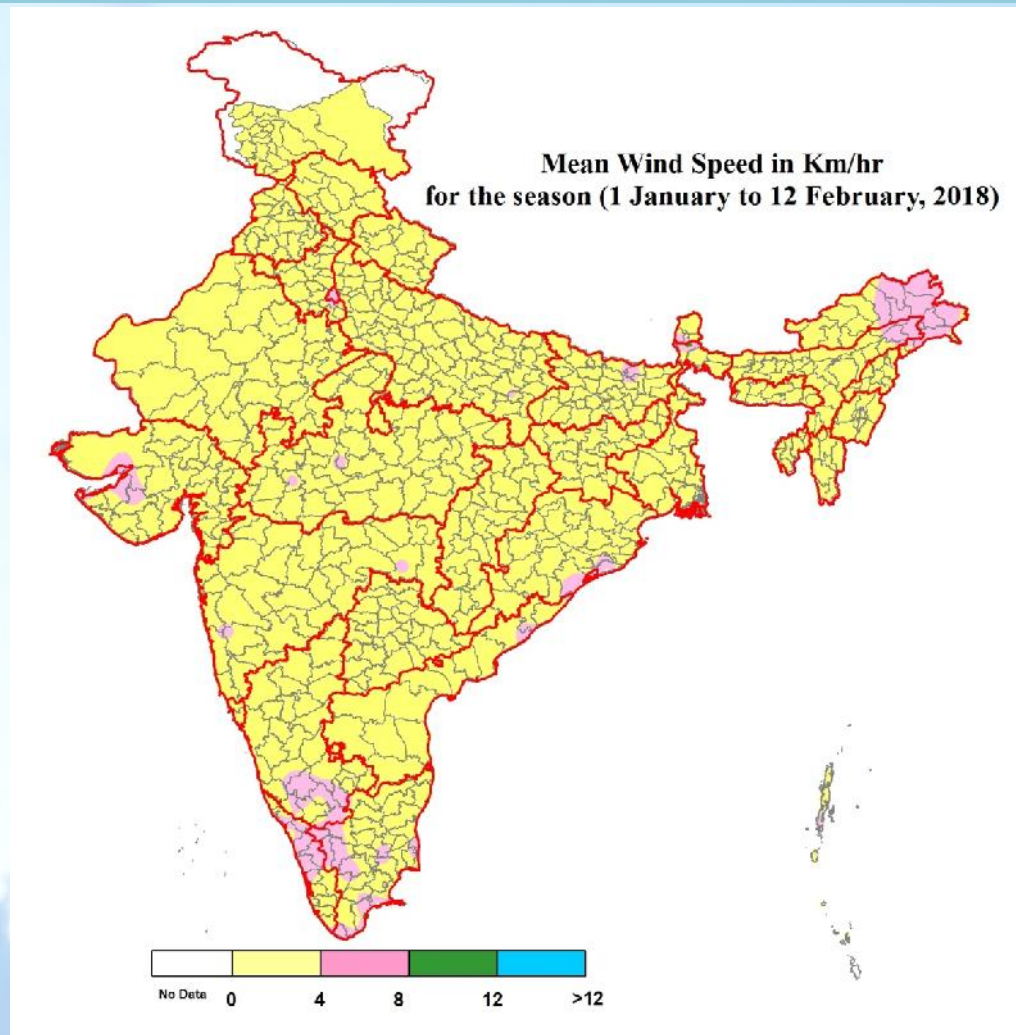 Mean Wind Speed in Km/hr
for the season (1 January to 12 February, 2018)
No Data 0 4 8 12 >12